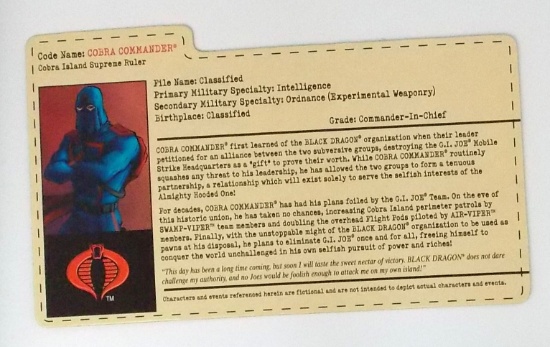 Code Name: COBRA COMMANDER®
Cobra Island Supreme Ruler
File Name: Classified
Primary Military Specialty: Intelligence
Secondary Military Specialty: Ordnance (Experimental Weaponry)
Birthplace: Classified
Grade: Commander-In-Chief
COBRA COMMANDER® first learned of the BLACK DRAGON® organization when their leader
petitioned for an alliance between the two subversive groups, destroying the G.I. JOE® Mobile
Strike Headquarters as a "gift" to prove their worth. While COBRA COMMANDER® routinely
squashes any threat to his leadership, he has allowed the two groups to form a tenuous
partnership, a relationship which will exist solely to serve the selfish interests of the
Almighty Hooded One!
For decades, COBRA COMMANDER® has had his plans foiled by the G.I. JOE® Team. On the eve of
this historic union, he has taken no chances, increasing Cobra Island perimeter patrols by
SWAMP-VIPER™ team members and doubling the overhead Flight Pods piloted by AIR-VIPER™
members. Finally, with the unstoppable might of the BLACK DRAGON® organization to be used as
pawns at his disposal, he plans to eliminate G.I. JOE® once and for all, freeing himself to
conquer the world unchallenged in his own selfish pursuit of power and riches!
"This day has been a long time coming, but soon I will taste the sweet nectar of victory. BLACK DRAGON® does not dare
challenge my authority, and no Joes would be foolish enough to attack me on my own island!"
Characters and events referenced herein are fictional and are not intended to depict actual characters and events.
TM